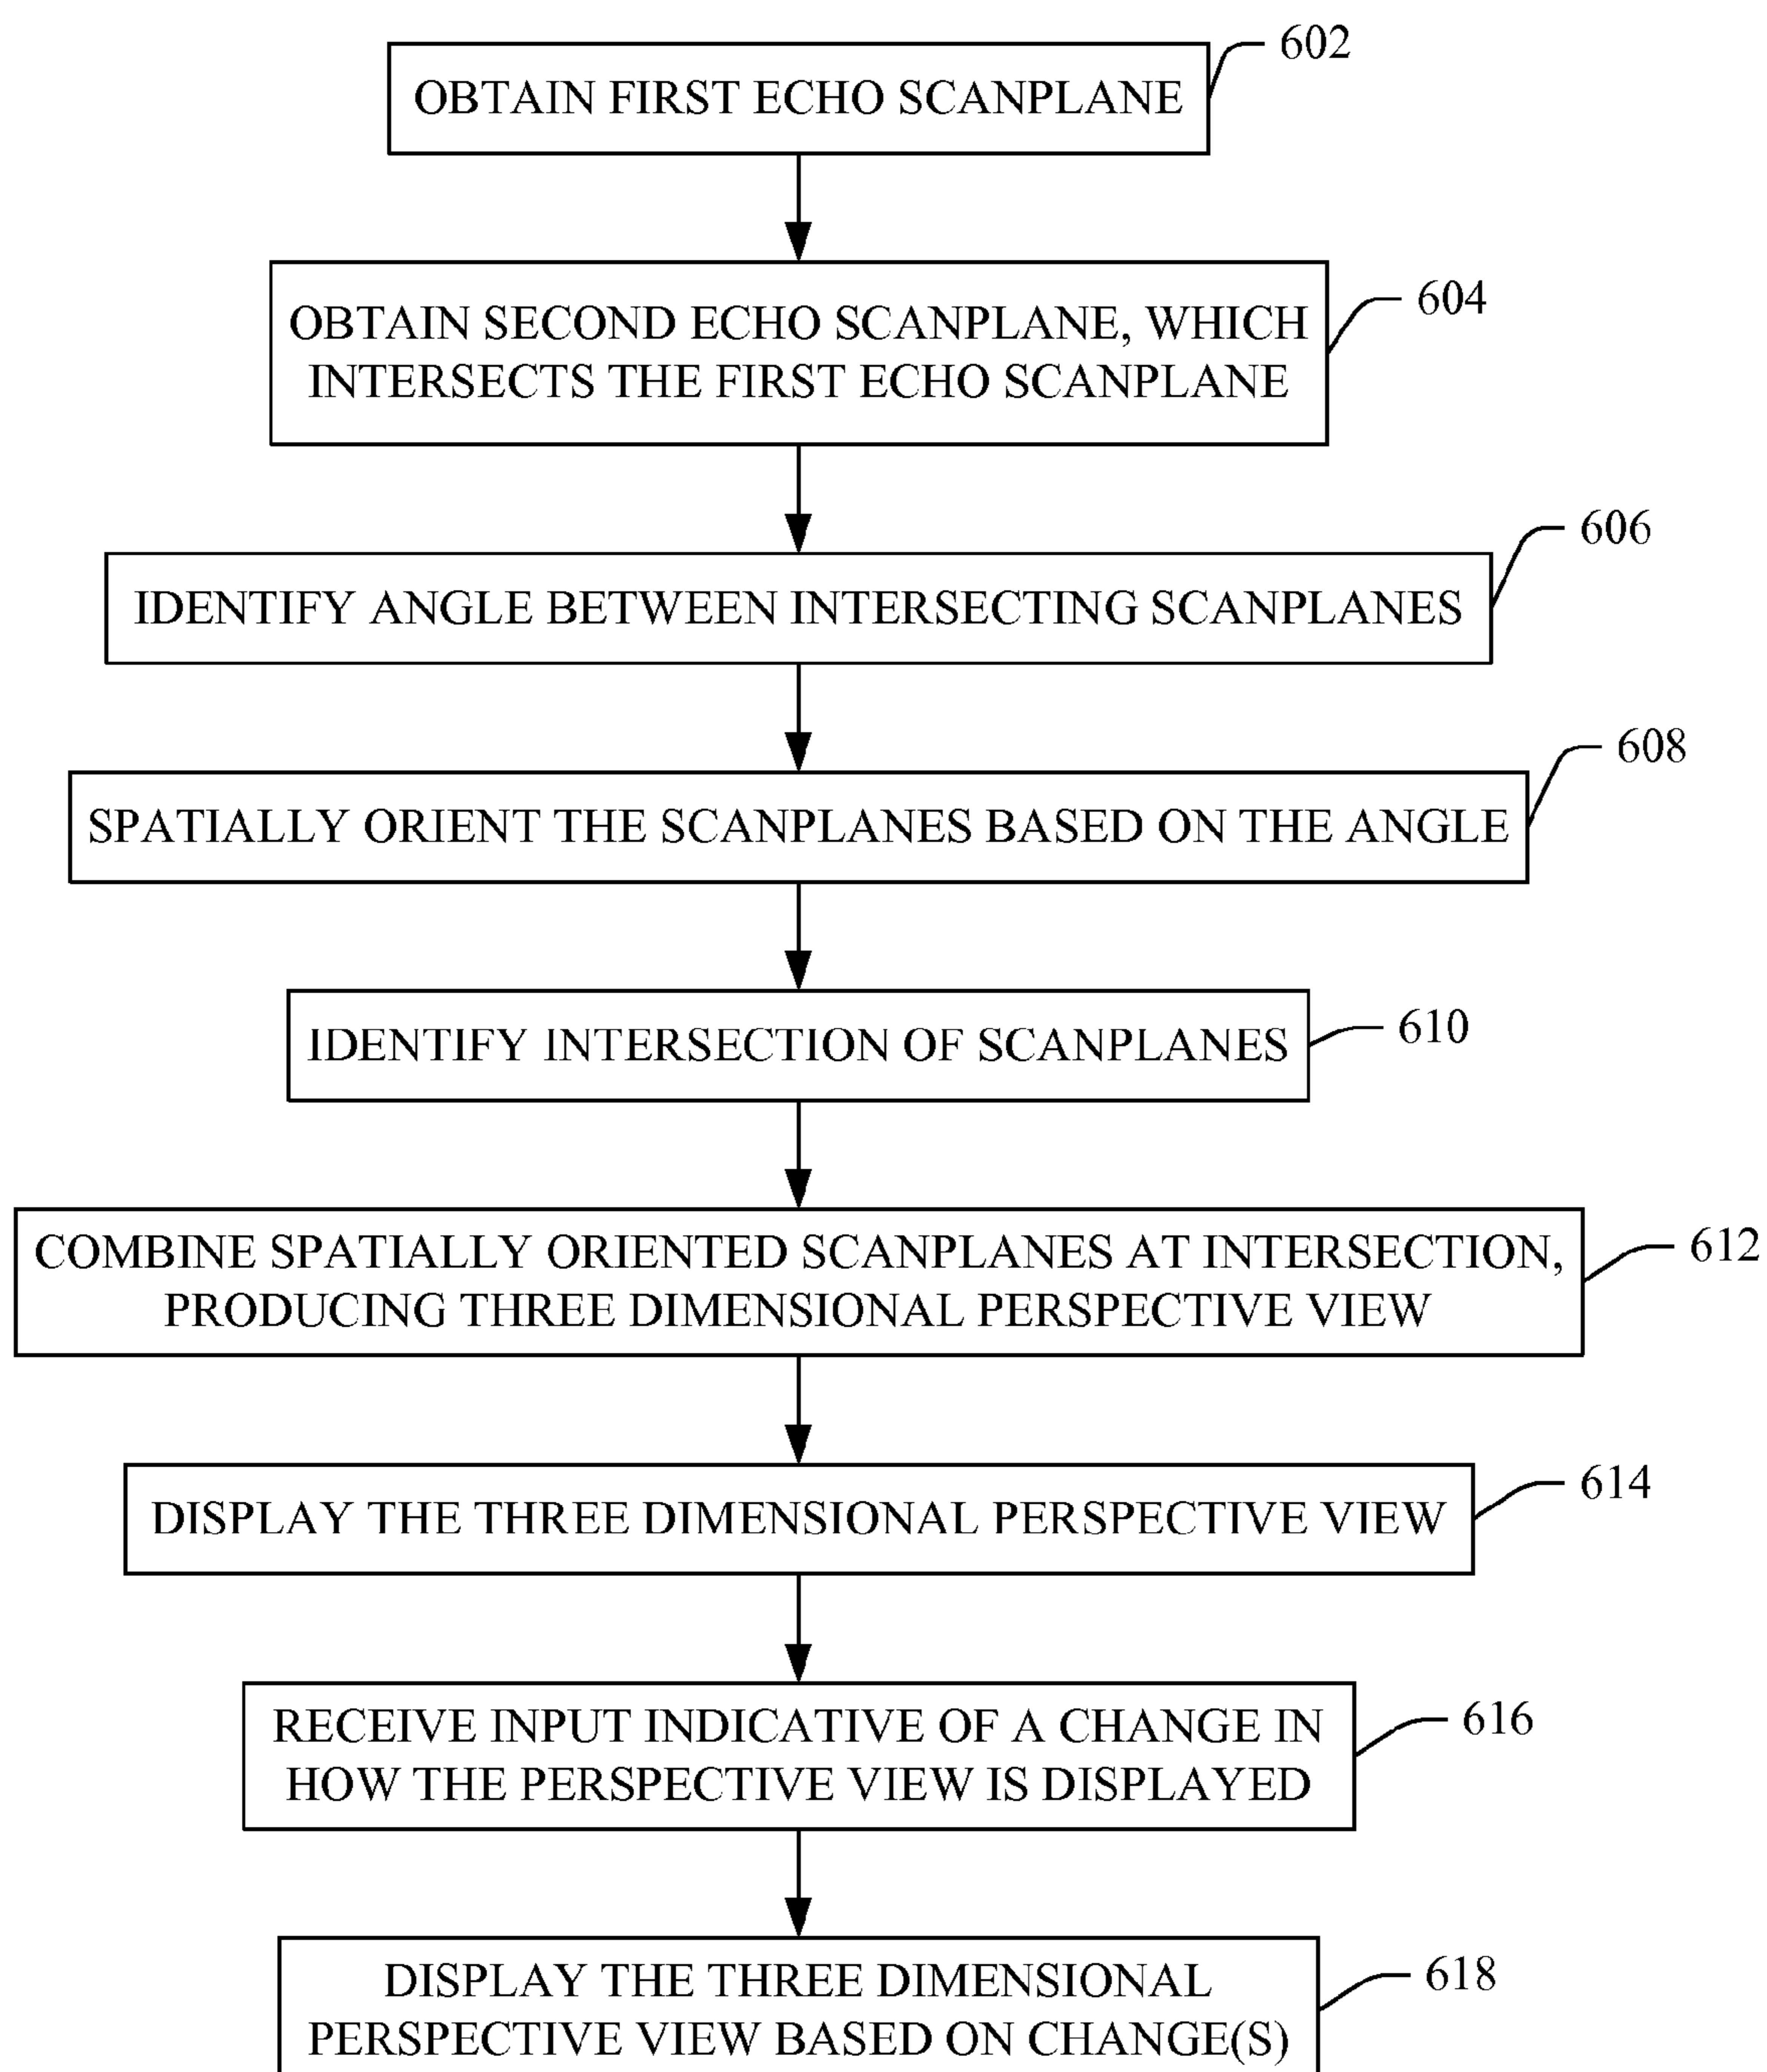 602
OBTAIN FIRST ECHO SCANPLANE
604
OBTAIN SECOND ECHO SCANPLANE, WHICH
INTERSECTS THE FIRST ECHO SCANPLANE
606
IDENTIFY ANGLE BETWEEN INTERSECTING SCANPLANES
608
SPATIALLY ORIENT THE SCANPLANES BASED ON THE ANGLE
610
IDENTIFY INTERSECTION OF SCANPLANES
612
COMBINE SPATIALLY ORIENTED SCANPLANES AT INTERSECTION,
PRODUCING THREE DIMENSIONAL PERSPECTIVE VIEW
614
DISPLAY THE THREE DIMENSIONAL PERSPECTIVE VIEW
616
RECEIVE INPUT INDICATIVE OF A CHANGE IN
HOW THE PERSPECTIVE VIEW IS DISPLAYED
618
DISPLAY THE THREE DIMENSIONAL
PERSPECTIVE VIEW BASED ON CHANGE(S)